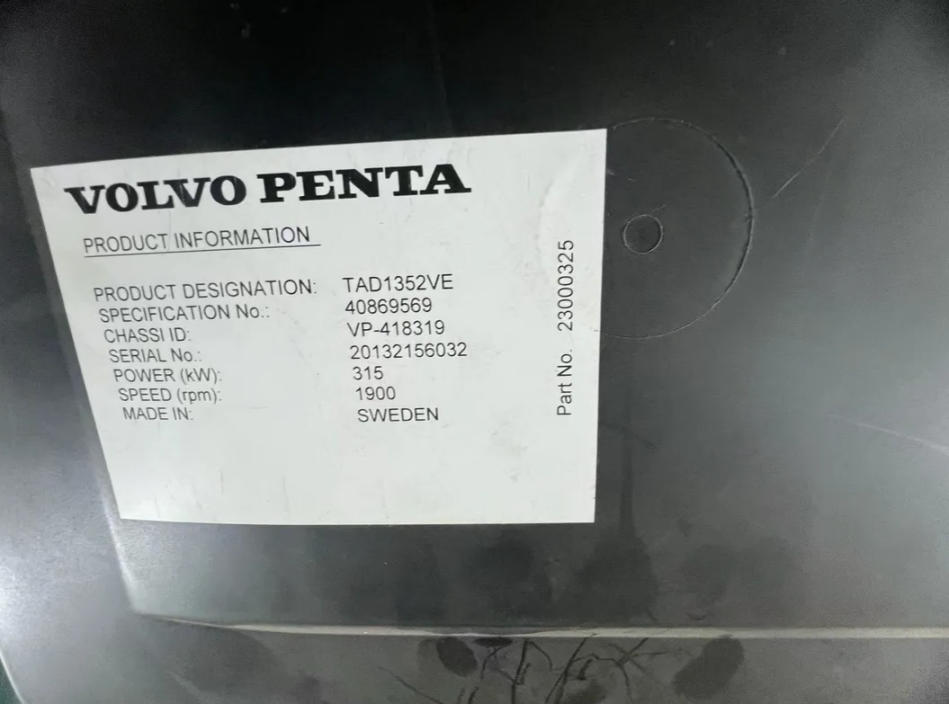 VOLVO PENTA
PRODUCT INFORMATION
PRODUCT DESIGNATION: TAD1352VE
SPECIFICATION No.: 40869569
CHASSI ID: VP-418319
SERIAL No.: 20132156032
POWER (kW): 315
SPEED (rpm): 1900
MADE IN: SWEDEN
Part No. 23000325